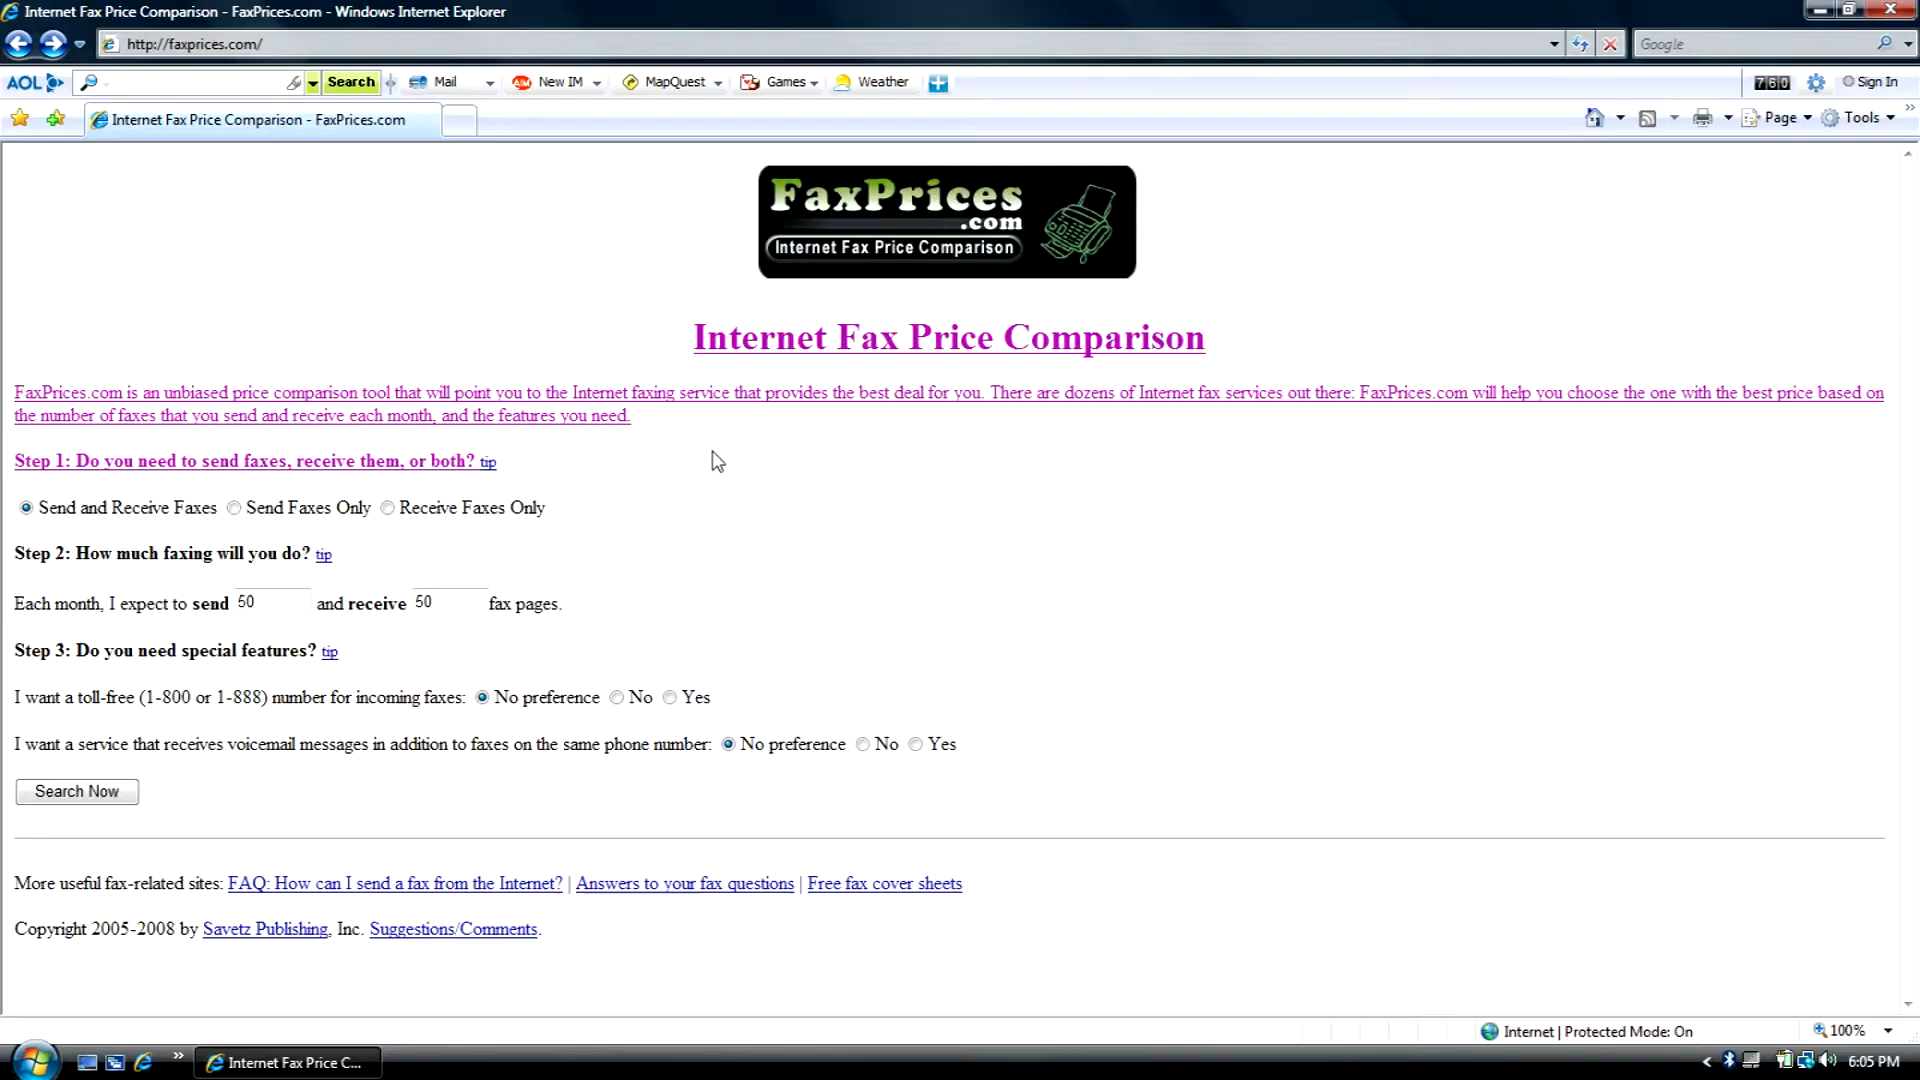 Internet Fax Price Comparison - FaxPrices.com - Windows Internet Explorer
http://faxprices.com/
Google
AOL Search Mail New IM MapQuest Games Weather 760 Sign In
Internet Fax Price Comparison - FaxPrices.com Page Tools
FaxPrices
.com
Internet Fax Price Comparison
Internet Fax Price Comparison
FaxPrices.com is an unbiased price comparison tool that will point you to the Internet faxing service that provides the best deal for you. There are dozens of Internet fax services out there: FaxPrices.com will help you choose the one with the best price based on
the number of faxes that you send and receive each month, and the features you need.
Step 1: Do you need to send faxes, receive them, or both? tip
Send and Receive Faxes Send Faxes Only Receive Faxes Only
Step 2: How much faxing will you do? tip
Each month, I expect to send 50 and receive 50 fax pages.
Step 3: Do you need special features? tip
I want a toll-free (1-800 or 1-888) number for incoming faxes: No preference No Yes
I want a service that receives voicemail messages in addition to faxes on the same phone number: No preference No Yes
Search Now
More useful fax-related sites: FAQ: How can I send a fax from the Internet? | Answers to your fax questions | Free fax cover sheets
Copyright 2005-2008 by Savetz Publishing, Inc. Suggestions/Comments.
Internet | Protected Mode: On 100%
Internet Fax Price C... 6:05 PM